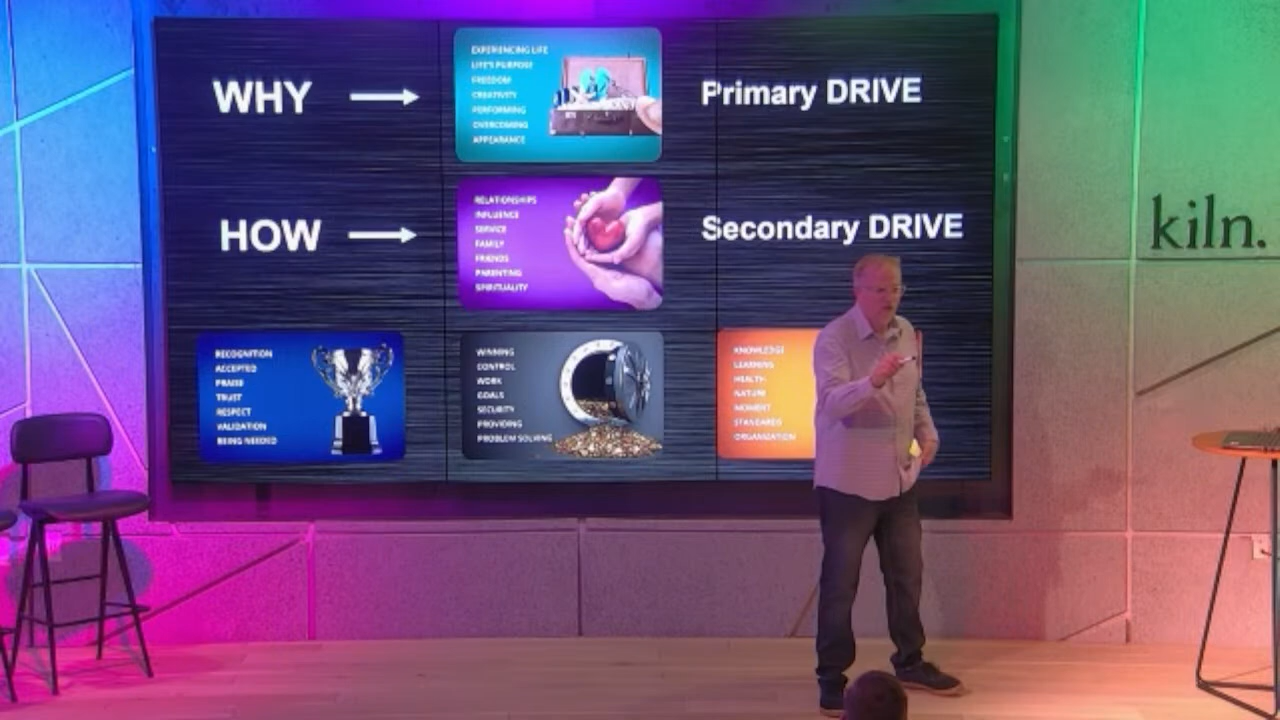 WHY
EXPERIENCING LIFE
LIFE'S PURPOSE
FREEDOM
CREATIVITY
PERFORMING
OVERCOMING
APPEARANCE
Primary DRIVE
HOW
RELATIONSHIPS
INFLUENCE
SERVICE
FAMILY
FRIENDS
PARENTING
SPIRITUALITY
Secondary DRIVE
RECOGNITION
ACCEPTED
PRAISE
TRUST
RESPECT
VALIDATION
BEING NEEDED
WINNING
CONTROL
WORK
GOALS
SECURITY
PROVIDING
PROBLEM SOLVING
KNOWLEDGE
LEARNING
HEALTH
NATURE
MOMENT
STANDARDS
ORGANIZATION
kiln.